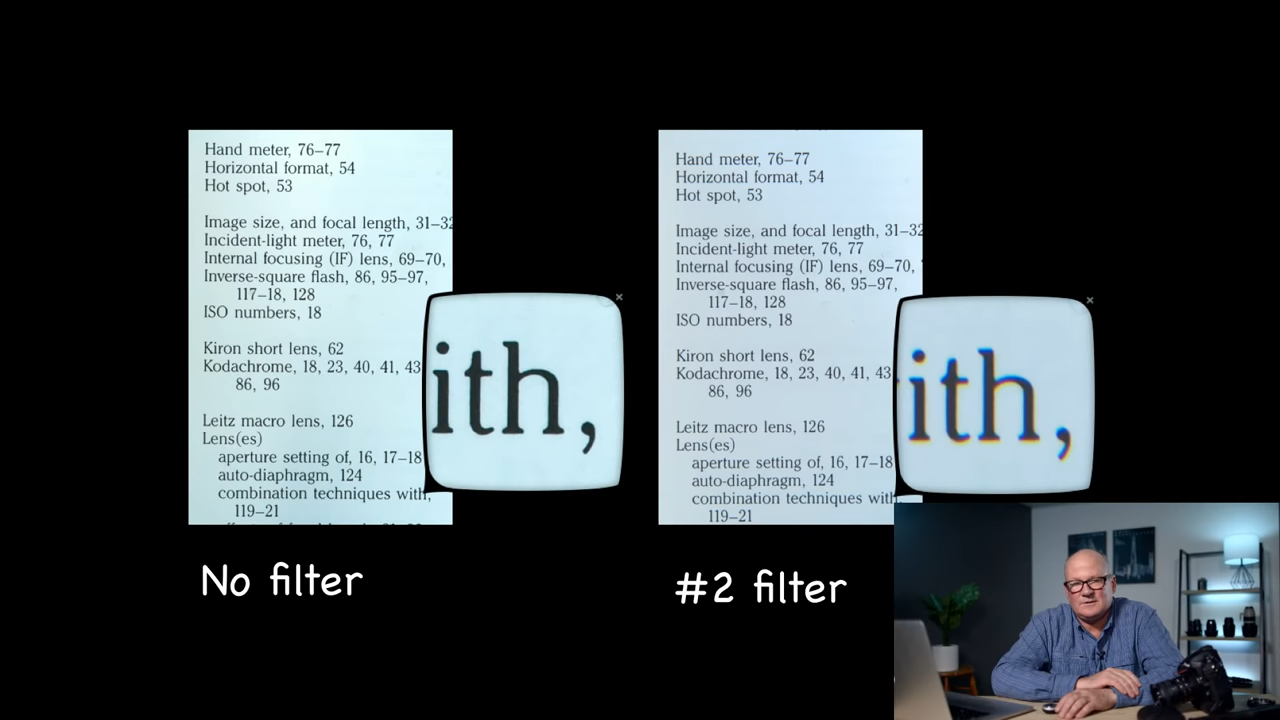 Hand meter, 76–77
Horizontal format, 54
Hot spot, 53
Image size, and focal length, 31–32
Incident-light meter, 76, 77
Internal focusing (IF) lens, 69–70,
Inverse-square flash, 86, 95–97,
117–18, 128
ISO numbers, 18
Kiron short lens, 62
Kodachrome, 18, 23, 40, 41, 43
86, 96
Leitz macro lens, 126
Lens(es)
aperture setting of, 16, 17–18
auto-diaphragm, 124
combination techniques with,
119–21
ith,
No filter
Hand meter, 76–77
Horizontal format, 54
Hot spot, 53
Image size, and focal length, 31–32
Incident-light meter, 76, 77
Internal focusing (IF) lens, 69–70,
Inverse-square flash, 86, 95–97,
117–18, 128
ISO numbers, 18
Kiron short lens, 62
Kodachrome, 18, 23, 40, 41, 43
86, 96
Leitz macro lens, 126
Lens(es)
aperture setting of, 16, 17–18
auto-diaphragm, 124
combination techniques with,
119–21
ith,
#2 filter